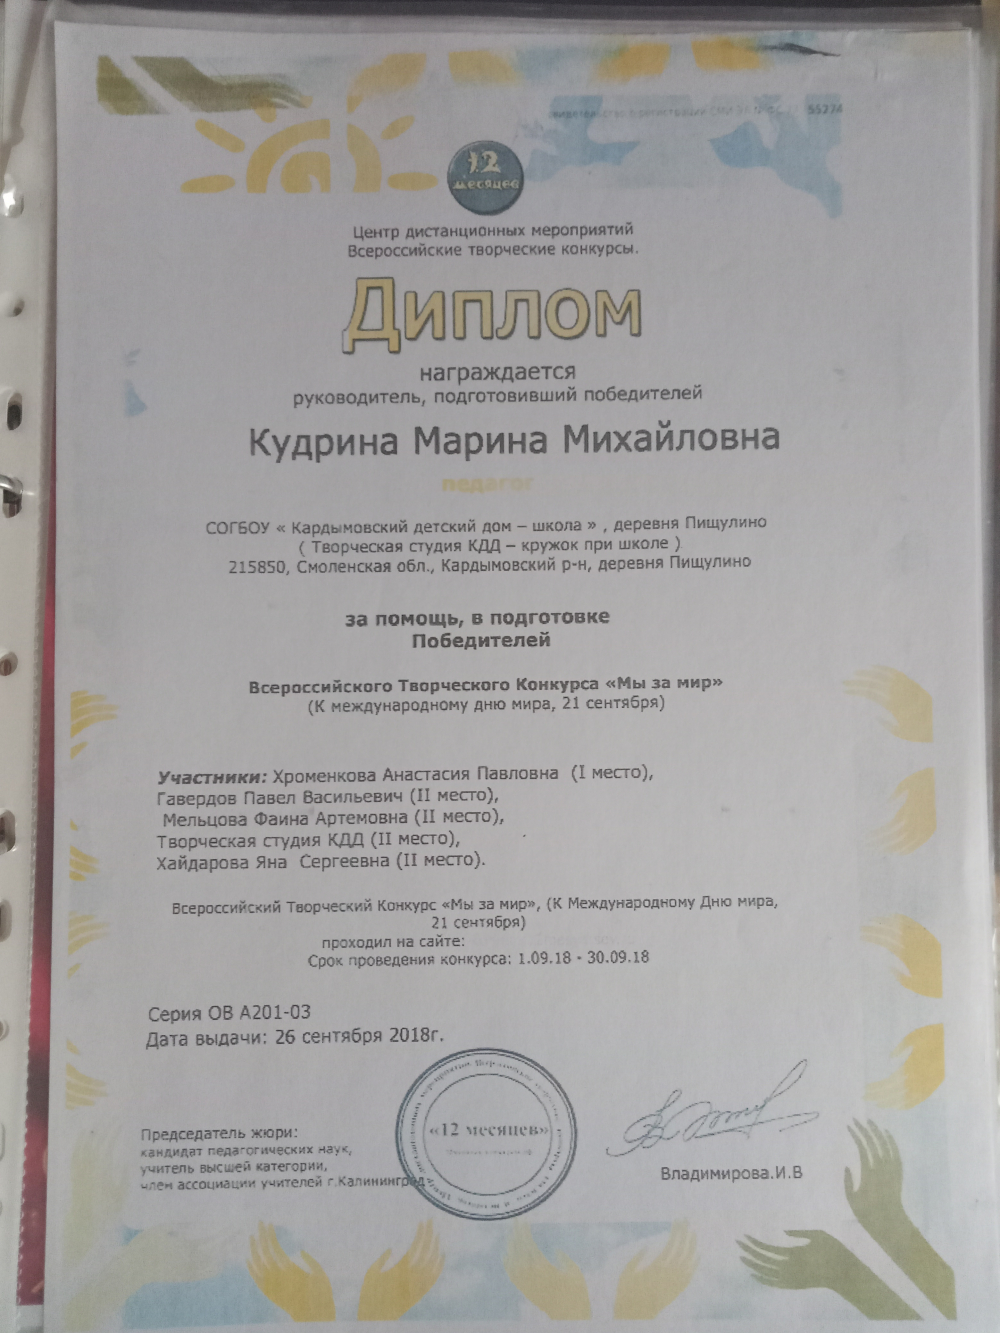 55274
12
месяцев
Центр дистанционных мероприятий
Всероссийские творческие конкурсы.
Диплом
награждается
руководитель, подготовивший победителей
Кудрина Марина Михайловна
педагог
СОГБОУ « Кардымовский детский дом – школа » , деревня Пищулино
( Творческая студия КДД – кружок при школе )
215850, Смоленская обл., Кардымовский р-н, деревня Пищулино
за помощь, в подготовке
Победителей
Всероссийского Творческого Конкурса «Мы за мир»
(К международному дню мира, 21 сентября)
Участники: Хроменкова Анастасия Павловна (I место),
Гавердов Павел Васильевич (II место),
Мельцова Фаина Артемовна (II место),
Творческая студия КДД (II место),
Хайдарова Яна Сергеевна (II место).
Всероссийский Творческий Конкурс «Мы за мир», (К Международному Дню мира,
21 сентября)
проходил на сайте:
Срок проведения конкурса: 1.09.18 - 30.09.18
Серия ОВ А201-03
Дата выдачи: 26 сентября 2018г.
«12 месяцев»
Председатель жюри:
кандидат педагогических наук,
учитель высшей категории,
член ассоциации учителей г.Калининград
Владимирова.И.В